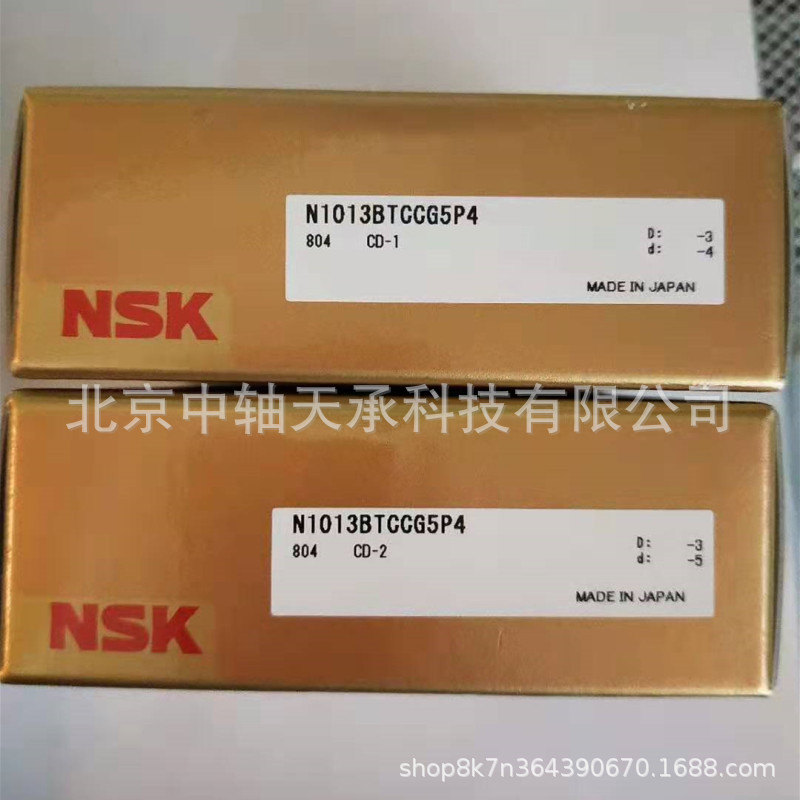 N1013BTCCG5P4
804 CD-1 D: -3
d: -4
MADE IN JAPAN
NSK
北京中轴天承科技有限公司
N1013BTCCG5P4
804 CD-2 D: -3
d: -5
MADE IN JAPAN
NSK
shop8k7n364390670.1688.com